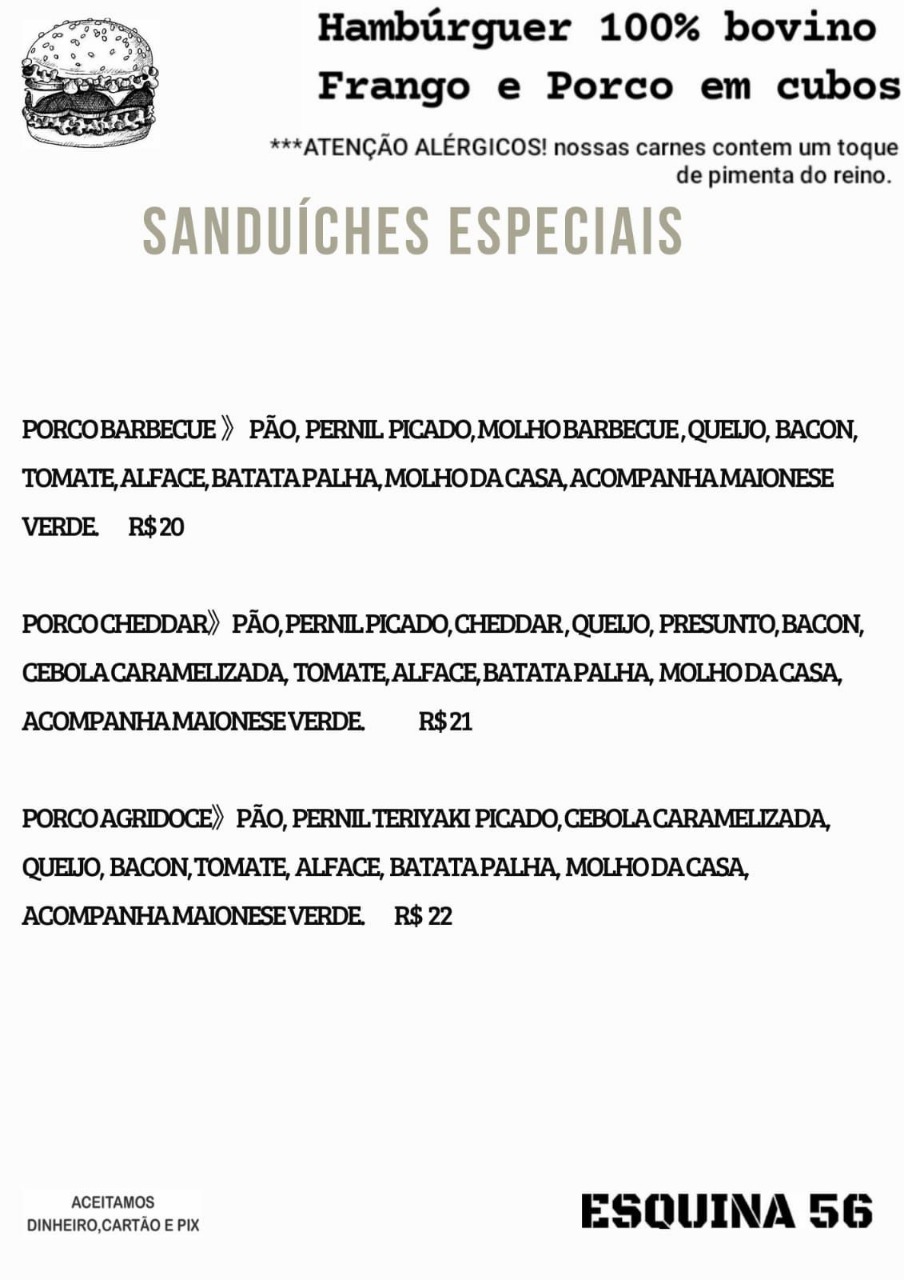 Hambúrguer 100% bovino
Frango e Porco em cubos
***ATENÇÃO ALÉRGICOS! nossas carnes contem um toque
de pimenta do reino.
SANDUÍCHES ESPECIAIS
PORCO BARBECUE 》 PÃO, PERNIL PICADO, MOLHO BARBECUE, QUEIJO, BACON,
TOMATE, ALFACE, BATATA PALHA, MOLHO DA CASA, ACOMPANHA MAIONESE
VERDE. R$ 20
PORCO CHEDDAR》 PÃO, PERNIL PICADO, CHEDDAR, QUEIJO, PRESUNTO, BACON,
CEBOLA CARAMELIZADA, TOMATE, ALFACE, BATATA PALHA, MOLHO DA CASA,
ACOMPANHA MAIONESE VERDE. R$ 21
PORCO AGRIDOCE》 PÃO, PERNIL TERIYAKI PICADO, CEBOLA CARAMELIZADA,
QUEIJO, BACON, TOMATE, ALFACE, BATATA PALHA, MOLHO DA CASA,
ACOMPANHA MAIONESE VERDE. R$ 22
ACEITAMOS
DINHEIRO,CARTÃO E PIX
ESQUINA 56